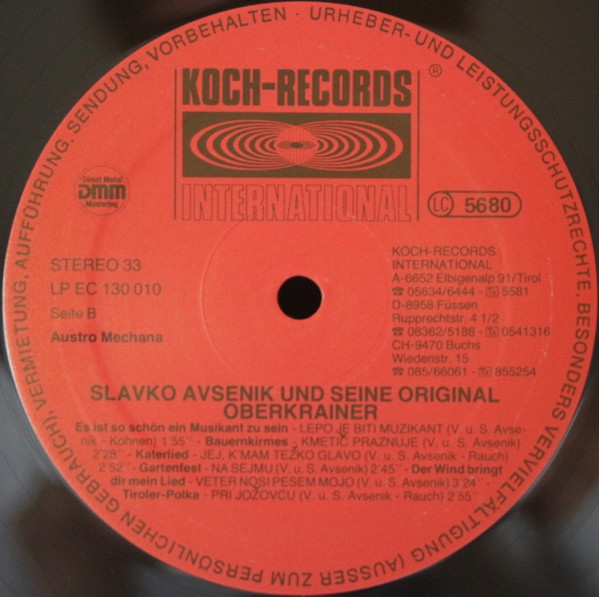 SENDUNG, VORBEHALTEN · URHEBER- UND LEISTUNGSSCHUTZRECHTE. BESONDERS VERVIELFÄLTIGUNG (AUSSER ZUM PERSÖNLICHEN GEBRAUCH), VERMIETUNG, AUFFÜHRUNG,
KOCH-RECORDS
®
INTERNATIONAL
Direct Metal
DMM
Mastering
LC 5680
STEREO 33
LP EC 130 010
Seite B
Austro Mechana
KOCH-RECORDS
INTERNATIONAL
A-6652 Elbigenalp 91/Tirol
☎ 05634/6444 - Tx 5581
D-8958 Füssen
Rupprechtstr. 4 1/2
☎ 08362/5188 - Tx 0541316
CH-9470 Buchs
Wiedenstr. 15
☎ 085/66061 - Tx 855254
SLAVKO AVSENIK UND SEINE ORIGINAL
OBERKRAINER
Es ist so schön ein Musikant zu sein - LEPO JE BITI MUZIKANT (V. u. S. Avse-
nik - Kohnen) 1´55´´ - Bauernkirmes - KMETIČ PRAZNUJE (V. u. S. Avsenik)
2´28´´ - Katerlied - JEJ, K'MAM TEŽKO GLAVO (V. u. S. Avsenik - Rauch)
2´52´´ - Gartenfest - NA SEJMU (V. u. S. Avsenik) 2´45´´ - Der Wind bringt
dir mein Lied - VETER NOSI PESEM MOJO (V. u. S. Avsenik) 3´24´´ -
Tiroler-Polka - PRI JOŽOVCU (V. u. S. Avsenik - Rauch) 2´55´´